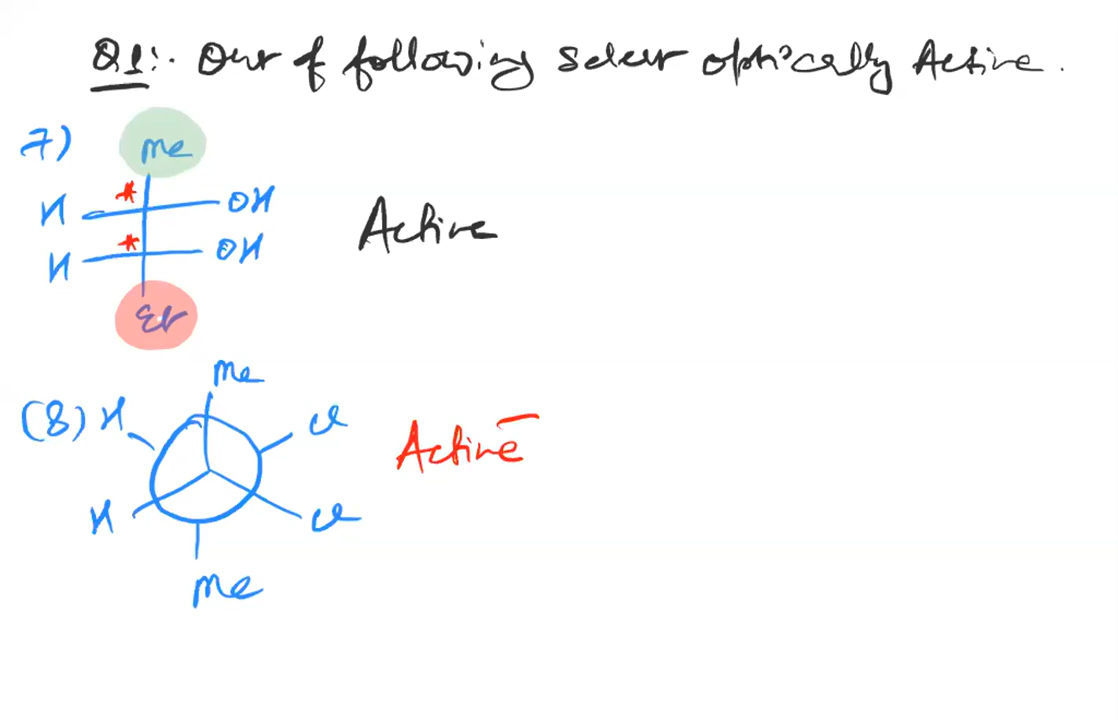 Q1:. Out of following select optically Active.
7) Me
H OH
H OH
Active
Et
Me
(8) H Cl
Active
H Cl
Me